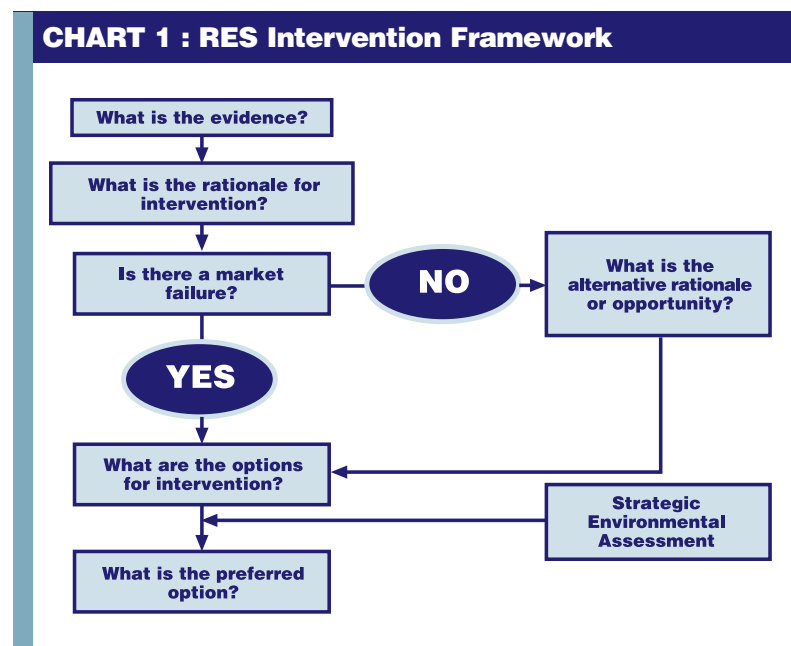 CHART 1 : RES Intervention Framework
What is the evidence?
What is the rationale for
intervention?
Is there a market
failure?
NO
What is the
alternative rationale
or opportunity?
YES
What are the options
for intervention?
Strategic
Environmental
Assessment
What is the preferred
option?